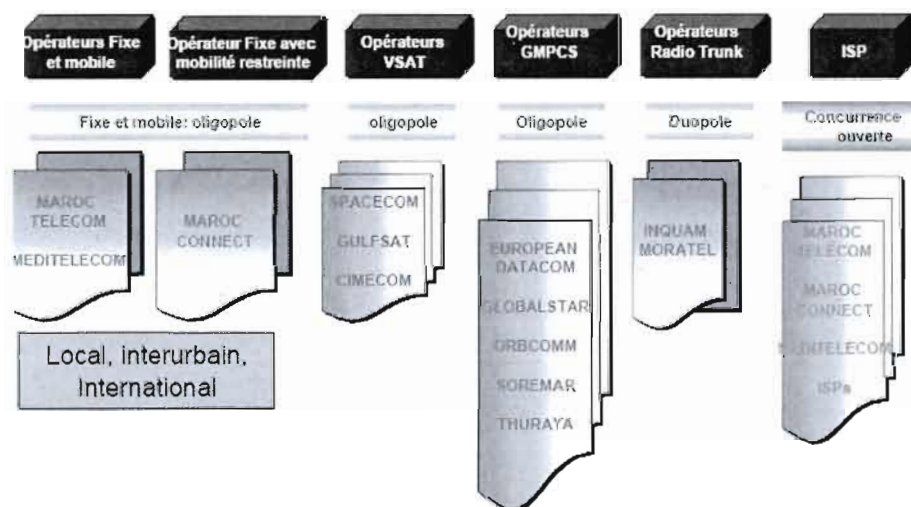 Opérateurs Fixe
et mobile
Opérateur Fixe avec
mobilité restreinte
Opérateurs
VSAT
Opérateurs
GMPCS
Opérateurs
Radio Trunk
ISP
Fixe et mobile: oligopole
oligopole
Oligopole
Duopole
Concurrence
ouverte
MAROC
TELECOM
MEDITELECOM
MAROC
CONNECT
SPACECOM
GULFSAT
CIMECOM
EUROPEAN
DATACOM
GLOBALSTAR
ORBCOMM
SOREMAR
THURAYA
INQUAM
MORATEL
MAROC
TELECOM
MAROC
CONNECT
MEDITELECOM
ISPs
Local, interurbain,
International